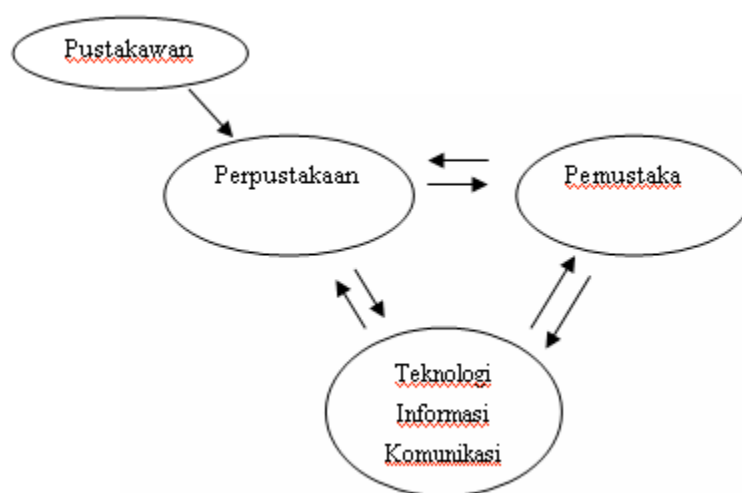 Pustakawan
Perpustakaan
Pemustaka
Teknologi
Informasi
Komunikasi